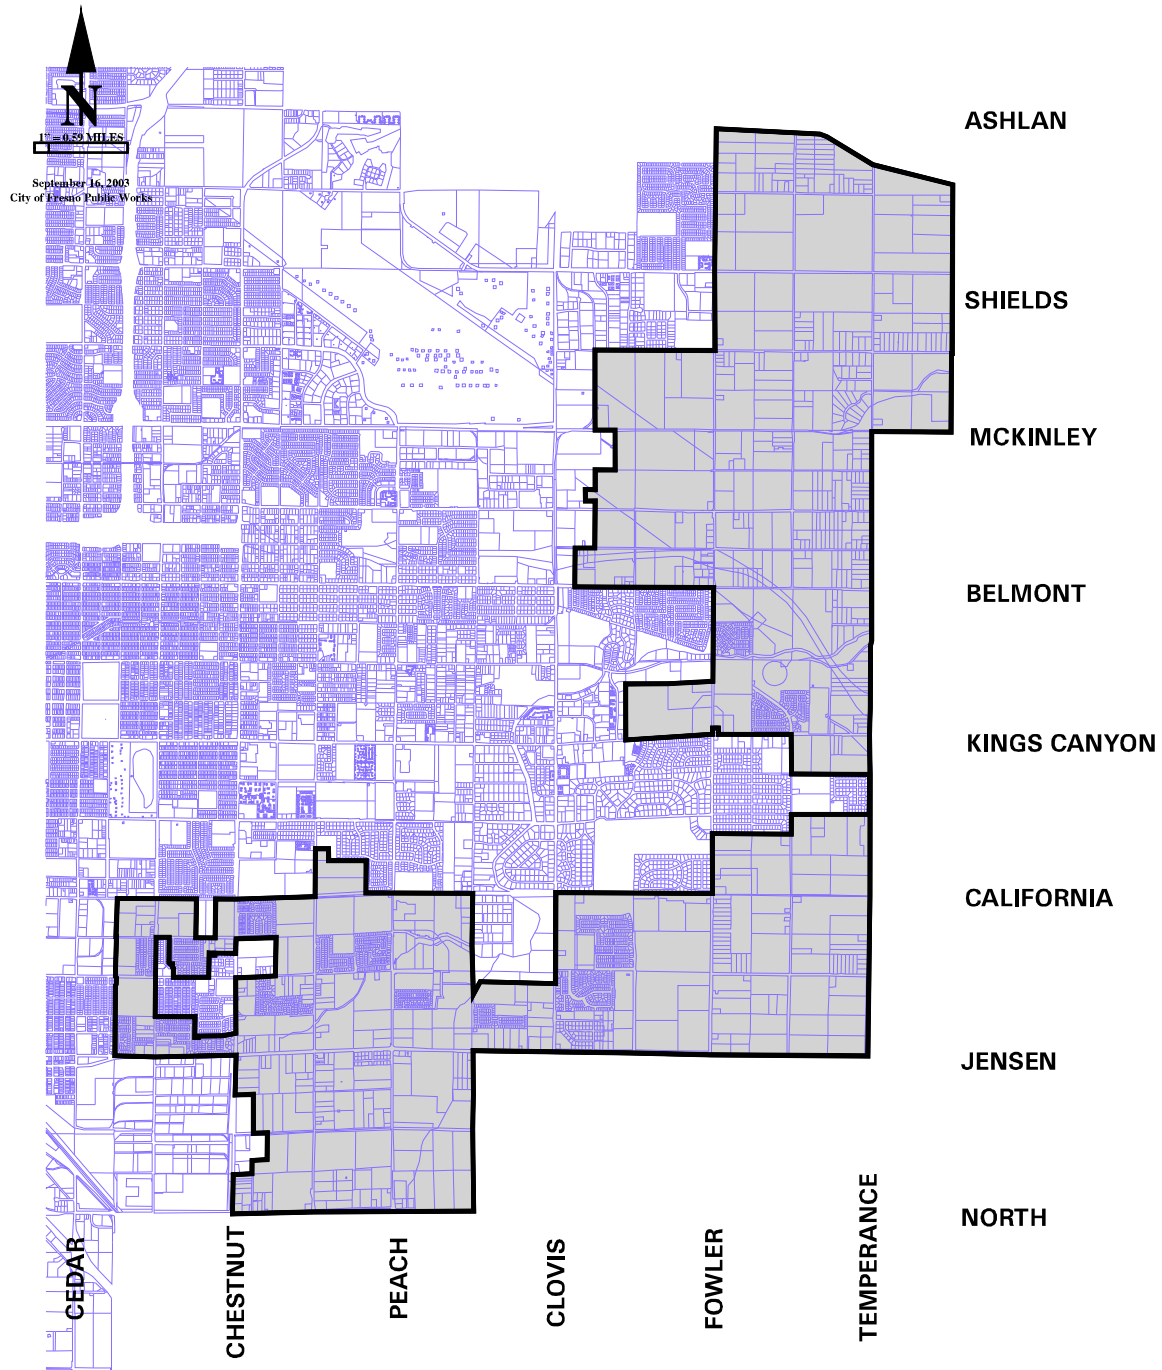 N
1" = 0.59 MILES
September 16, 2003
City of Fresno Public Works
ASHLAN
SHIELDS
MCKINLEY
BELMONT
KINGS CANYON
CALIFORNIA
JENSEN
NORTH
CEDAR
CHESTNUT
PEACH
CLOVIS
FOWLER
TEMPERANCE